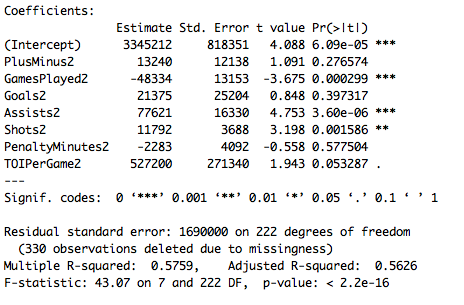 Coefficients:
Estimate Std. Error t value Pr(>|t|)
(Intercept) 3345212 818351 4.088 6.09e-05 ***
PlusMinus2 13240 12138 1.091 0.276574
GamesPlayed2 -48334 13153 -3.675 0.000299 ***
Goals2 21375 25204 0.848 0.397317
Assists2 77621 16330 4.753 3.60e-06 ***
Shots2 11792 3688 3.198 0.001586 **
PenaltyMinutes2 -2283 4092 -0.558 0.577504
TOIPerGame2 527200 271340 1.943 0.053287 .
---
Signif. codes: 0 ‘***’ 0.001 ‘**’ 0.01 ‘*’ 0.05 ‘.’ 0.1 ‘ ’ 1
Residual standard error: 1690000 on 222 degrees of freedom
(330 observations deleted due to missingness)
Multiple R-squared: 0.5759, Adjusted R-squared: 0.5626
F-statistic: 43.07 on 7 and 222 DF, p-value: < 2.2e-16